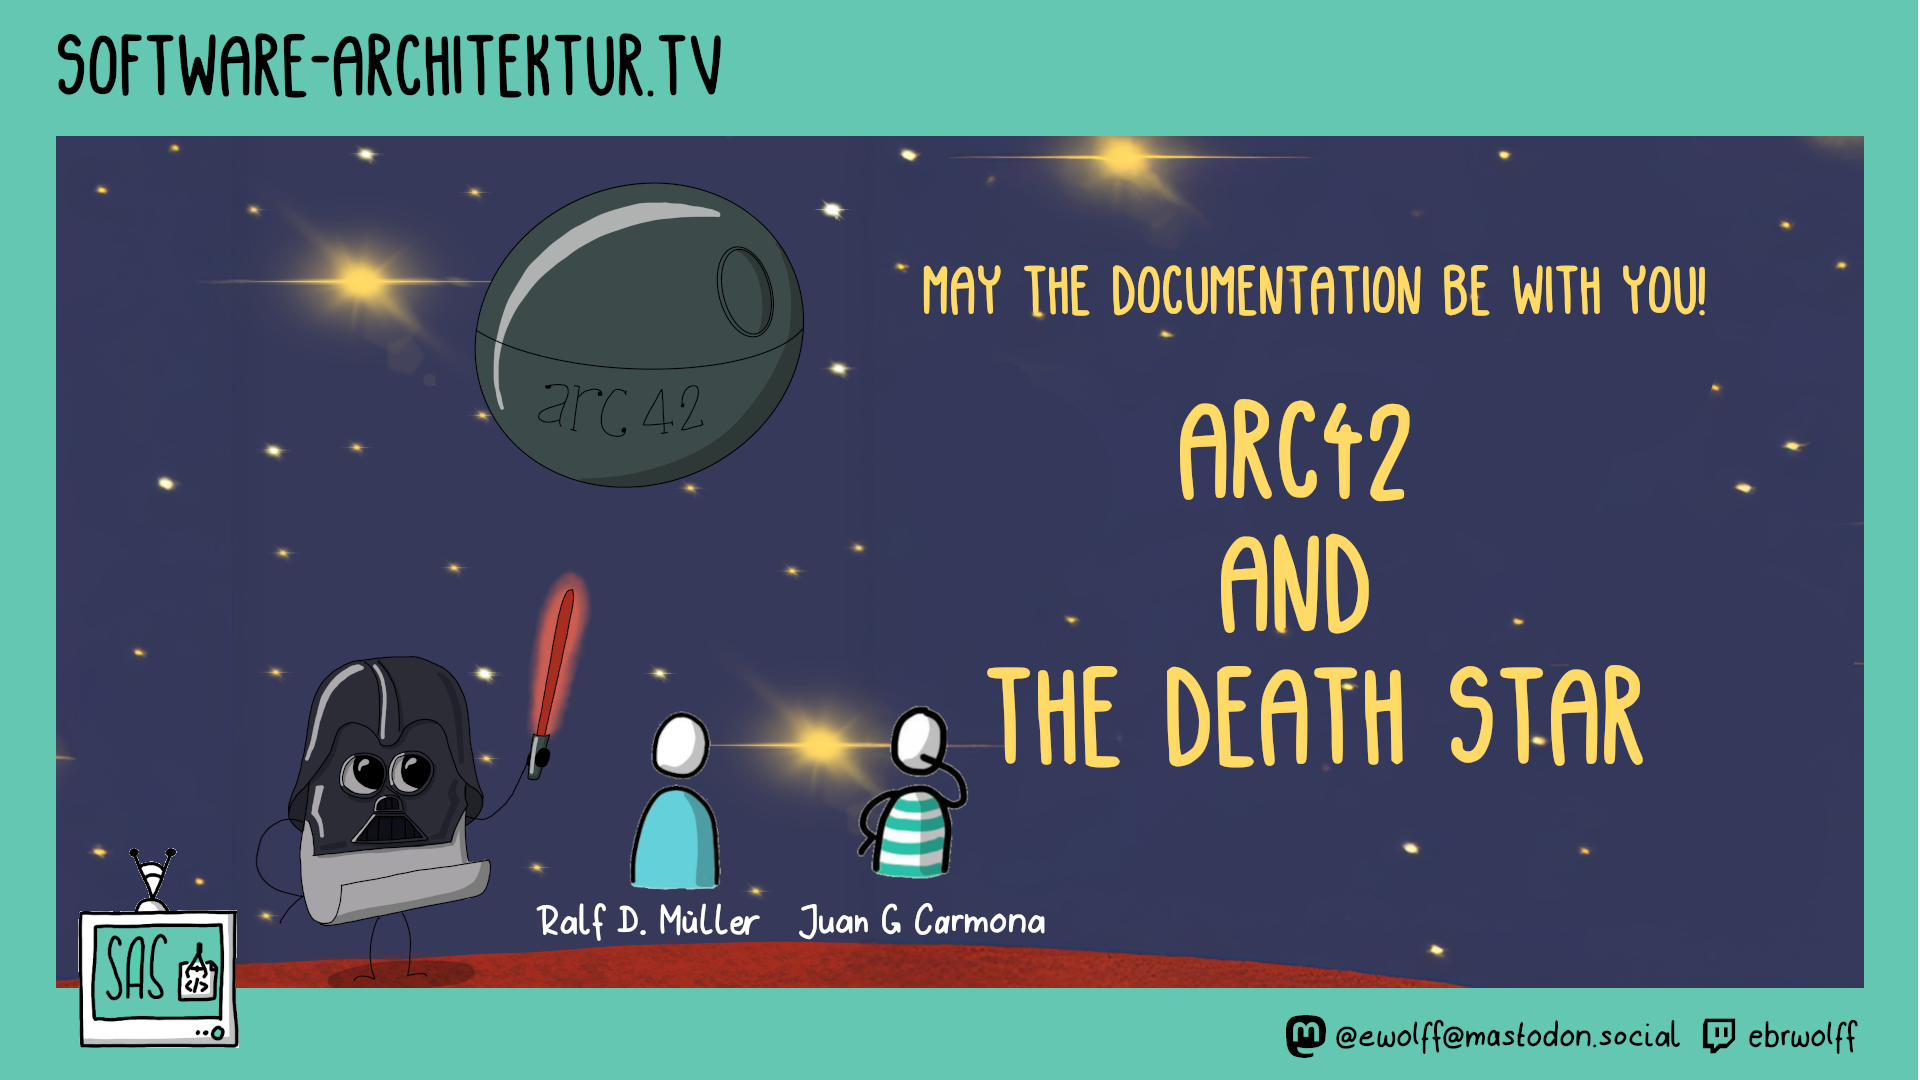 SOFTWARE-ARCHITEKTUR.TV
MAY THE DOCUMENTATION BE WITH YOU!
arc42
ARC42
AND
THE DEATH STAR
Ralf D. Müller
Juan G Carmona
SAS
</>
@ewolff@mastodon.social
ebrwolff